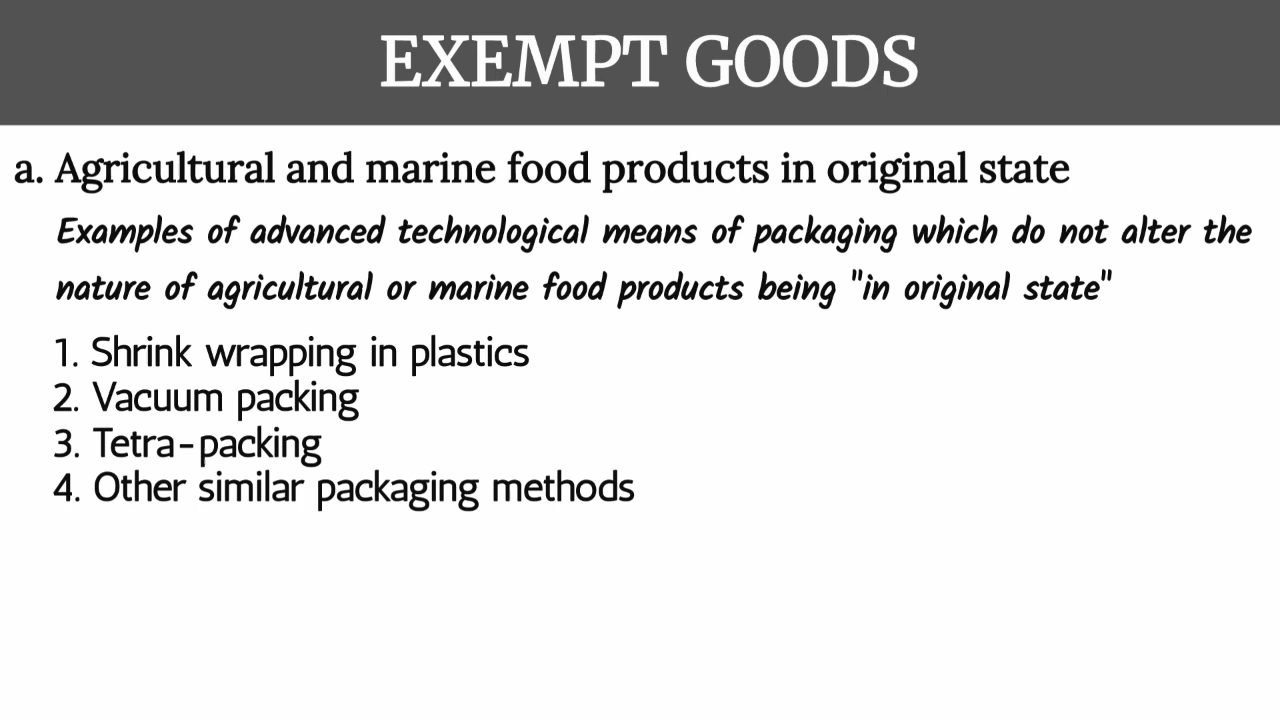 EXEMPT GOODS
a. Agricultural and marine food products in original state
Examples of advanced technological means of packaging which do not alter the
nature of agricultural or marine food products being "in original state"
1. Shrink wrapping in plastics
2. Vacuum packing
3. Tetra-packing
4. Other similar packaging methods